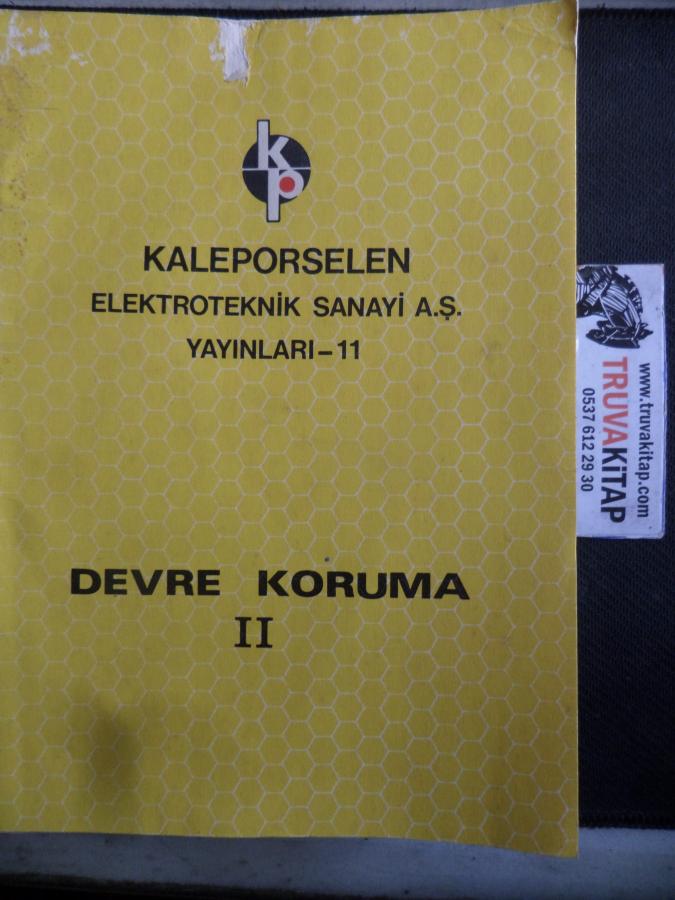 kp
KALEPORSELEN
ELEKTROTEKNİK SANAYİ A.Ş.
YAYINLARI-11
DEVRE KORUMA
II
www.truvakitap.com
TRUVAKİTAP
0537 612 29 30